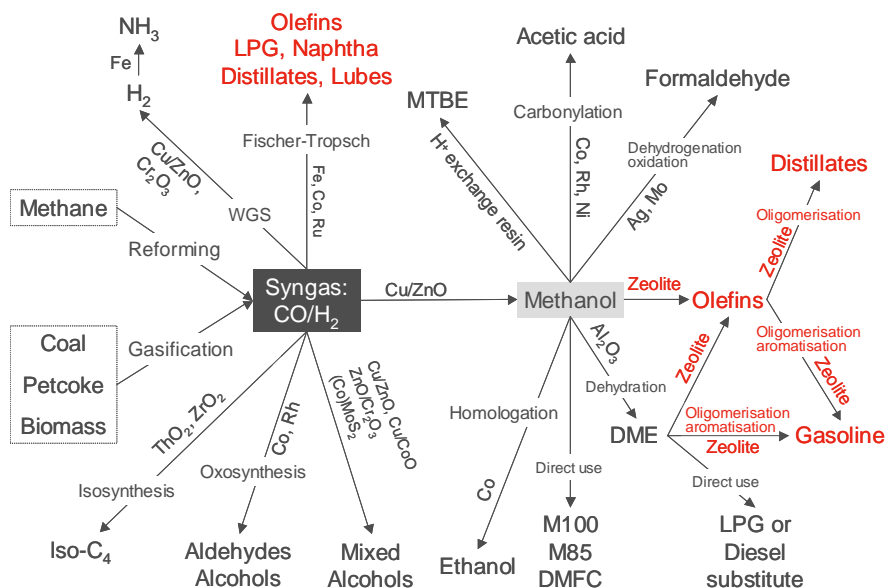 NH₃
Fe
H₂
Cu/ZnO,
Cr₂O₃
WGS
Olefins
LPG, Naphtha
Distillates, Lubes
Fischer-Tropsch
Fe, Co, Ru
Methane
Reforming
Coal
Petcoke
Biomass
Gasification
Syngas:
CO/H₂
Cu/ZnO
ThO₂, ZrO₂
Isosynthesis
Iso-C₄
Co, Rh
Oxosynthesis
Aldehydes
Alcohols
Cu/ZnO, Cu/CoO
ZnO/Cr₂O₃
(Co)MoS₂
Mixed
Alcohols
MTBE
H⁺ exchange resin
Acetic acid
Carbonylation
Co, Rh, Ni
Formaldehyde
Dehydrogenation
oxidation
Ag, Mo
Methanol
Zeolite
Olefins
Distillates
Oligomerisation
Zeolite
Oligomerisation
aromatisation
Zeolite
Al₂O₃
Dehydration
DME
Zeolite
Oligomerisation
aromatisation
Zeolite
Gasoline
Homologation
Co
Ethanol
Direct use
M100
M85
DMFC
Direct use
LPG or
Diesel
substitute